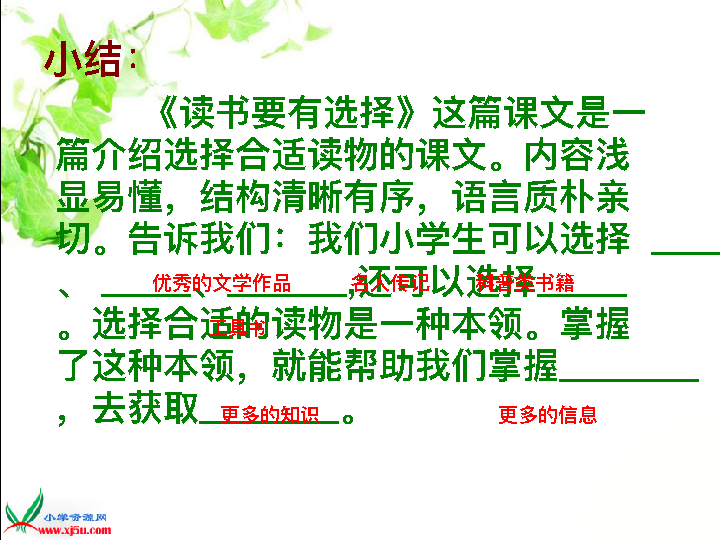 小结：
《读书要有选择》这篇课文是一
篇介绍选择合适读物的课文。内容浅
显易懂，结构清晰有序，语言质朴亲
切。告诉我们：我们小学生可以选择 ____
、_____、______,还可以选择_____
优秀的文学作品 名人传记 科普类书籍
。选择合适的读物是一种本领。掌握
工具书
了这种本领，就能帮助我们掌握________
，去获取________。
更多的知识 更多的信息
小学资源网
www.xj5u.com